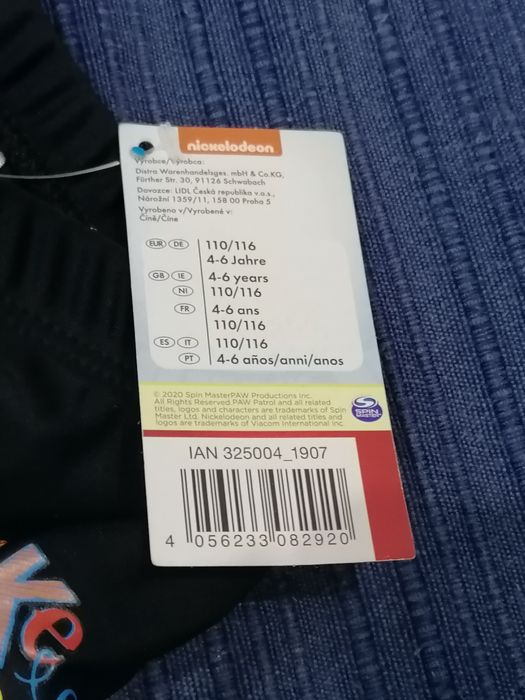 nickelodeon
Výrobce/Výrobca:
Distra Warenhandelsges. mbH & Co.KG,
Fürther Str. 30, 91126 Schwabach
Dovozce: LIDL Česká republika v.o.s.,
Nárožní 1359/11, 158 00 Praha 5
Vyrobeno v/Vyrobené v:
Číně/Číne
EUR DE 110/116
4-6 Jahre
GB IE 4-6 years
NI 110/116
FR 4-6 ans
110/116
ES IT 110/116
PT 4-6 años/anni/anos
© 2020 Spin MasterPAW Productions Inc.
All Rights Reserved.PAW Patrol and all related
titles, logos and characters are trademarks of Spin
Master Ltd. Nickelodeon and all related titles and
logos are trademarks of Viacom International Inc.
SPIN
MASTER
IAN 325004_1907
4 056233 082920